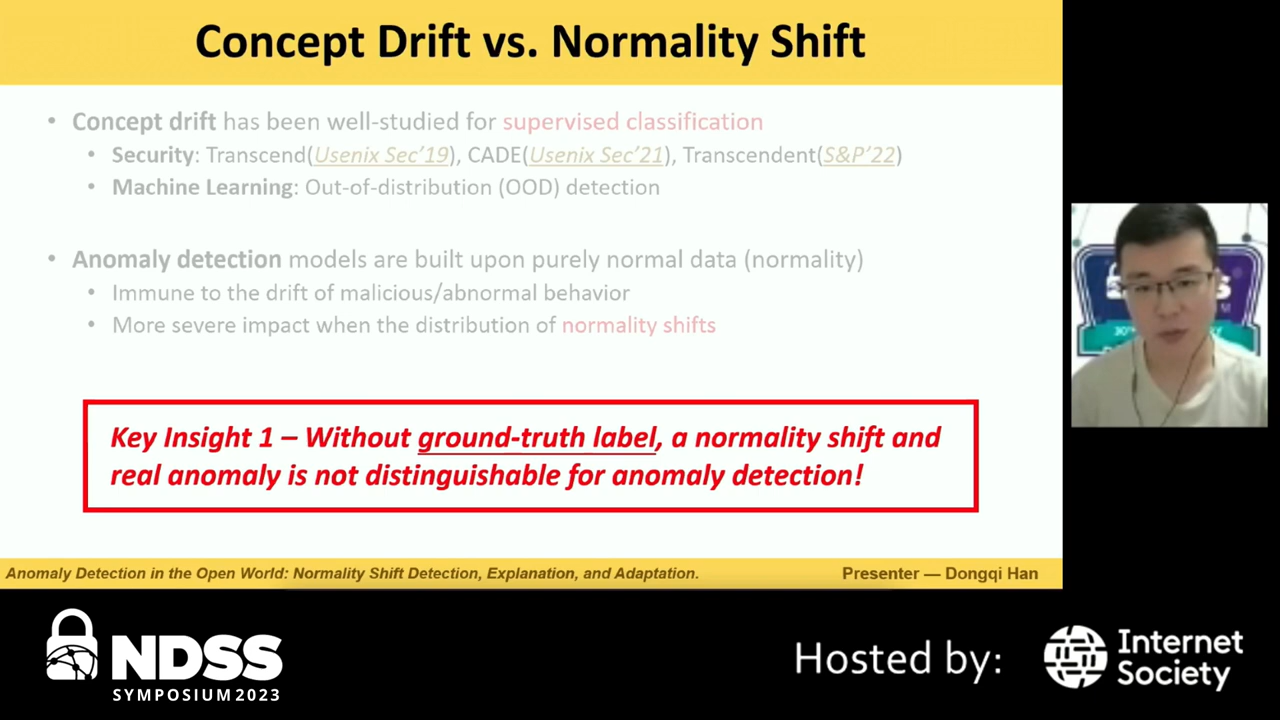 Concept Drift vs. Normality Shift
• Concept drift has been well-studied for supervised classification
• Security: Transcend(Usenix Sec'19), CADE(Usenix Sec'21), Transcendent(S&P'22)
• Machine Learning: Out-of-distribution (OOD) detection
• Anomaly detection models are built upon purely normal data (normality)
• Immune to the drift of malicious/abnormal behavior
• More severe impact when the distribution of normality shifts
Key Insight 1 – Without ground-truth label, a normality shift and
real anomaly is not distinguishable for anomaly detection!
Anomaly Detection in the Open World: Normality Shift Detection, Explanation, and Adaptation.
Presenter — Dongqi Han
NDSS
SYMPOSIUM2023
Hosted by:
Internet
Society